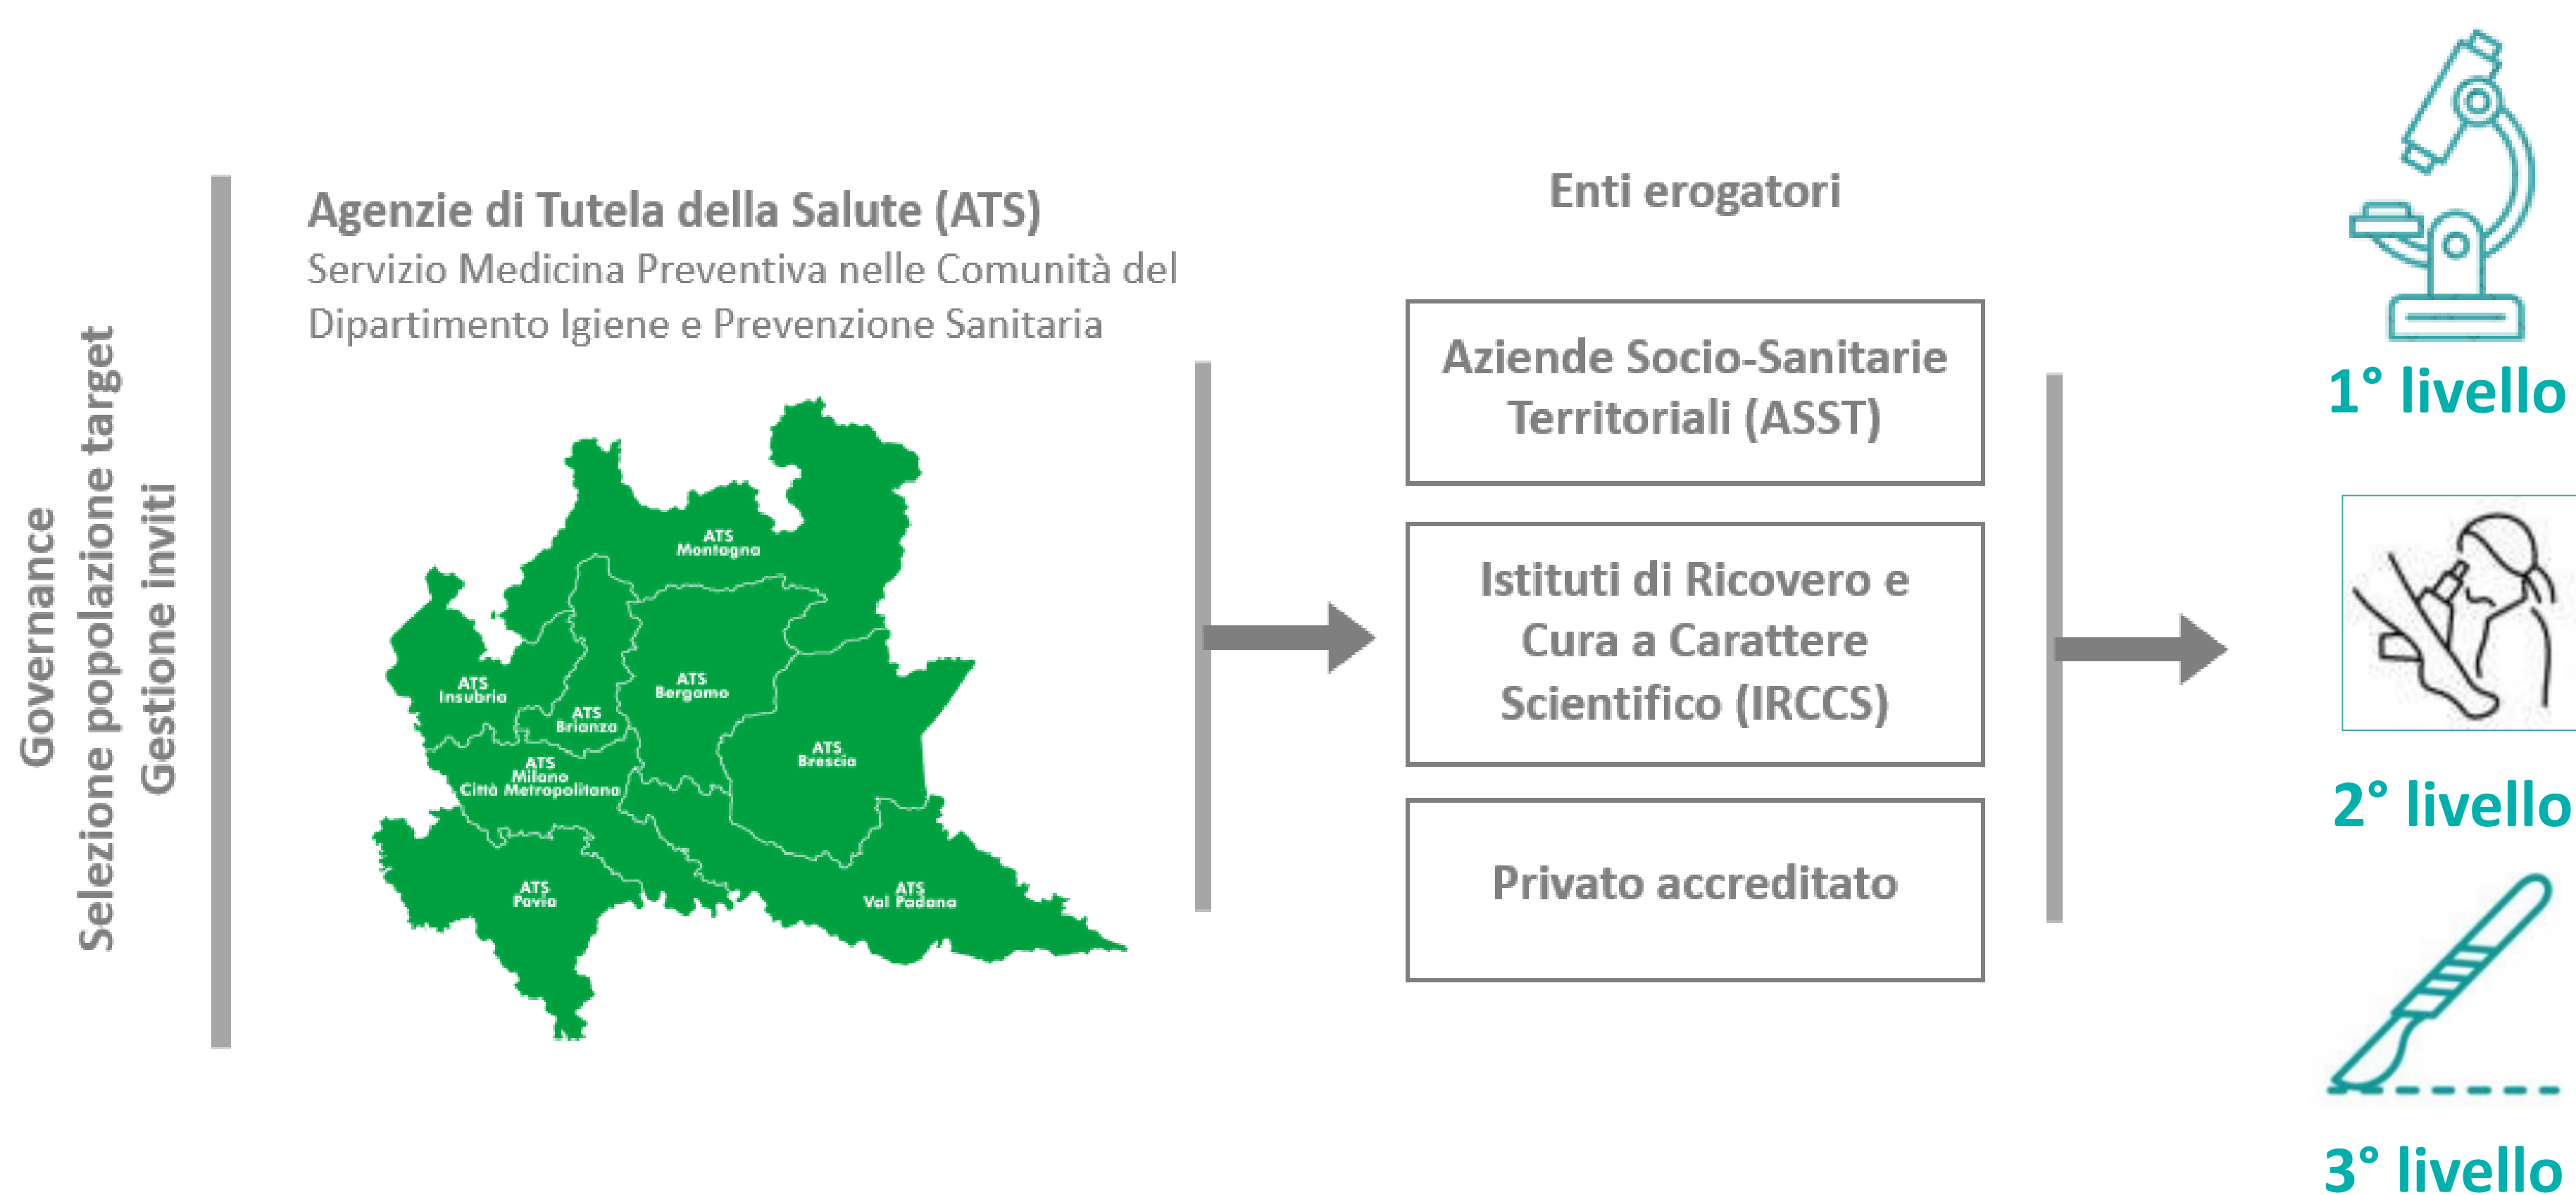 Governance
Selezione popolazione target
Gestione inviti
Agenzie di Tutela della Salute (ATS)
Servizio Medicina Preventiva nelle Comunità del
Dipartimento Igiene e Prevenzione Sanitaria
ATS
Montagna
ATS
Insubria
ATS
Brianza
ATS
Bergamo
ATS
Brescia
ATS
Milano
Città Metropolitana
ATS
Pavia
ATS
Val Padana
Enti erogatori
Aziende Socio-Sanitarie
Territoriali (ASST)
Istituti di Ricovero e
Cura a Carattere
Scientifico (IRCCS)
Privato accreditato
1° livello
2° livello
3° livello